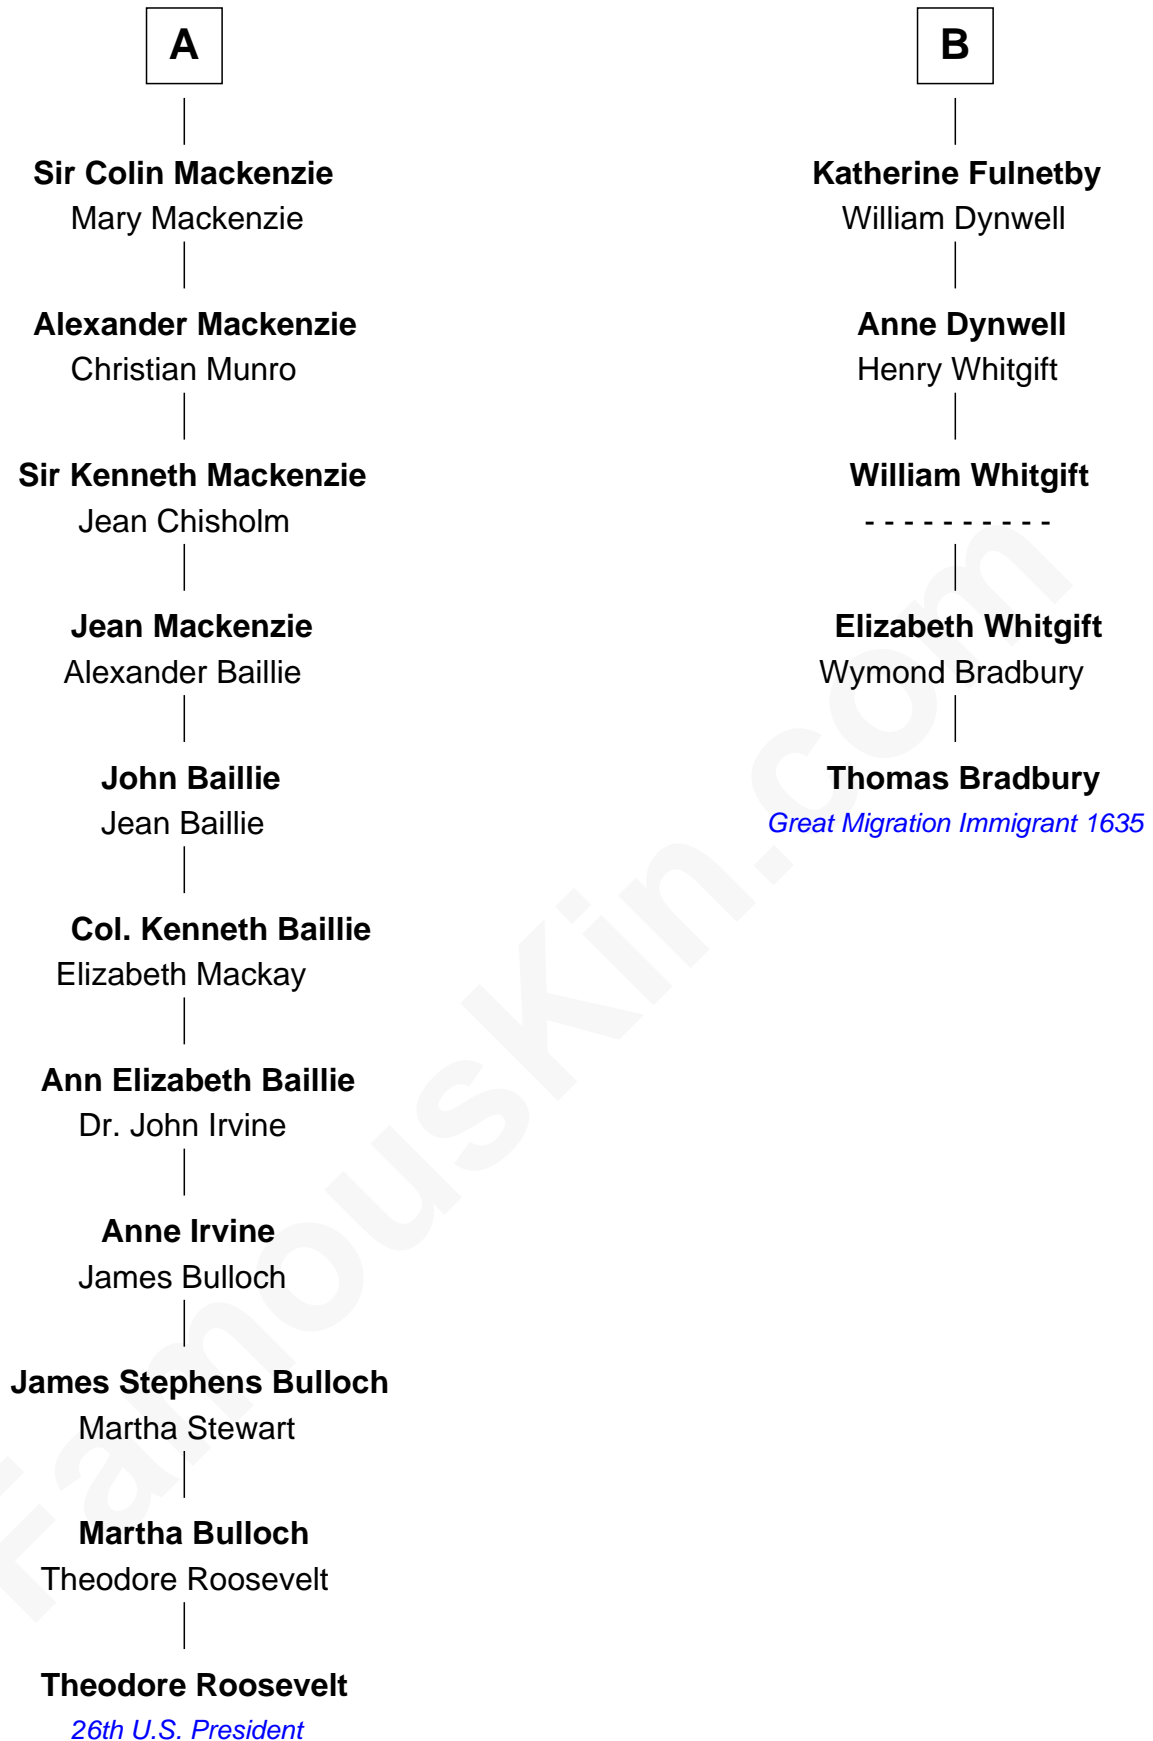 A
Sir Colin Mackenzie
Mary Mackenzie
Alexander Mackenzie
Christian Munro
Sir Kenneth Mackenzie
Jean Chisholm
Jean Mackenzie
Alexander Baillie
John Baillie
Jean Baillie
Col. Kenneth Baillie
Elizabeth Mackay
Ann Elizabeth Baillie
Dr. John Irvine
Anne Irvine
James Bulloch
James Stephens Bulloch
Martha Stewart
Martha Bulloch
Theodore Roosevelt
Theodore Roosevelt
26th U.S. President
B
Katherine Fulnetby
William Dynwell
Anne Dynwell
Henry Whitgift
William Whitgift
- - - - - - - - - -
Elizabeth Whitgift
Wymond Bradbury
Thomas Bradbury
Great Migration Immigrant 1635
FamousKin.com